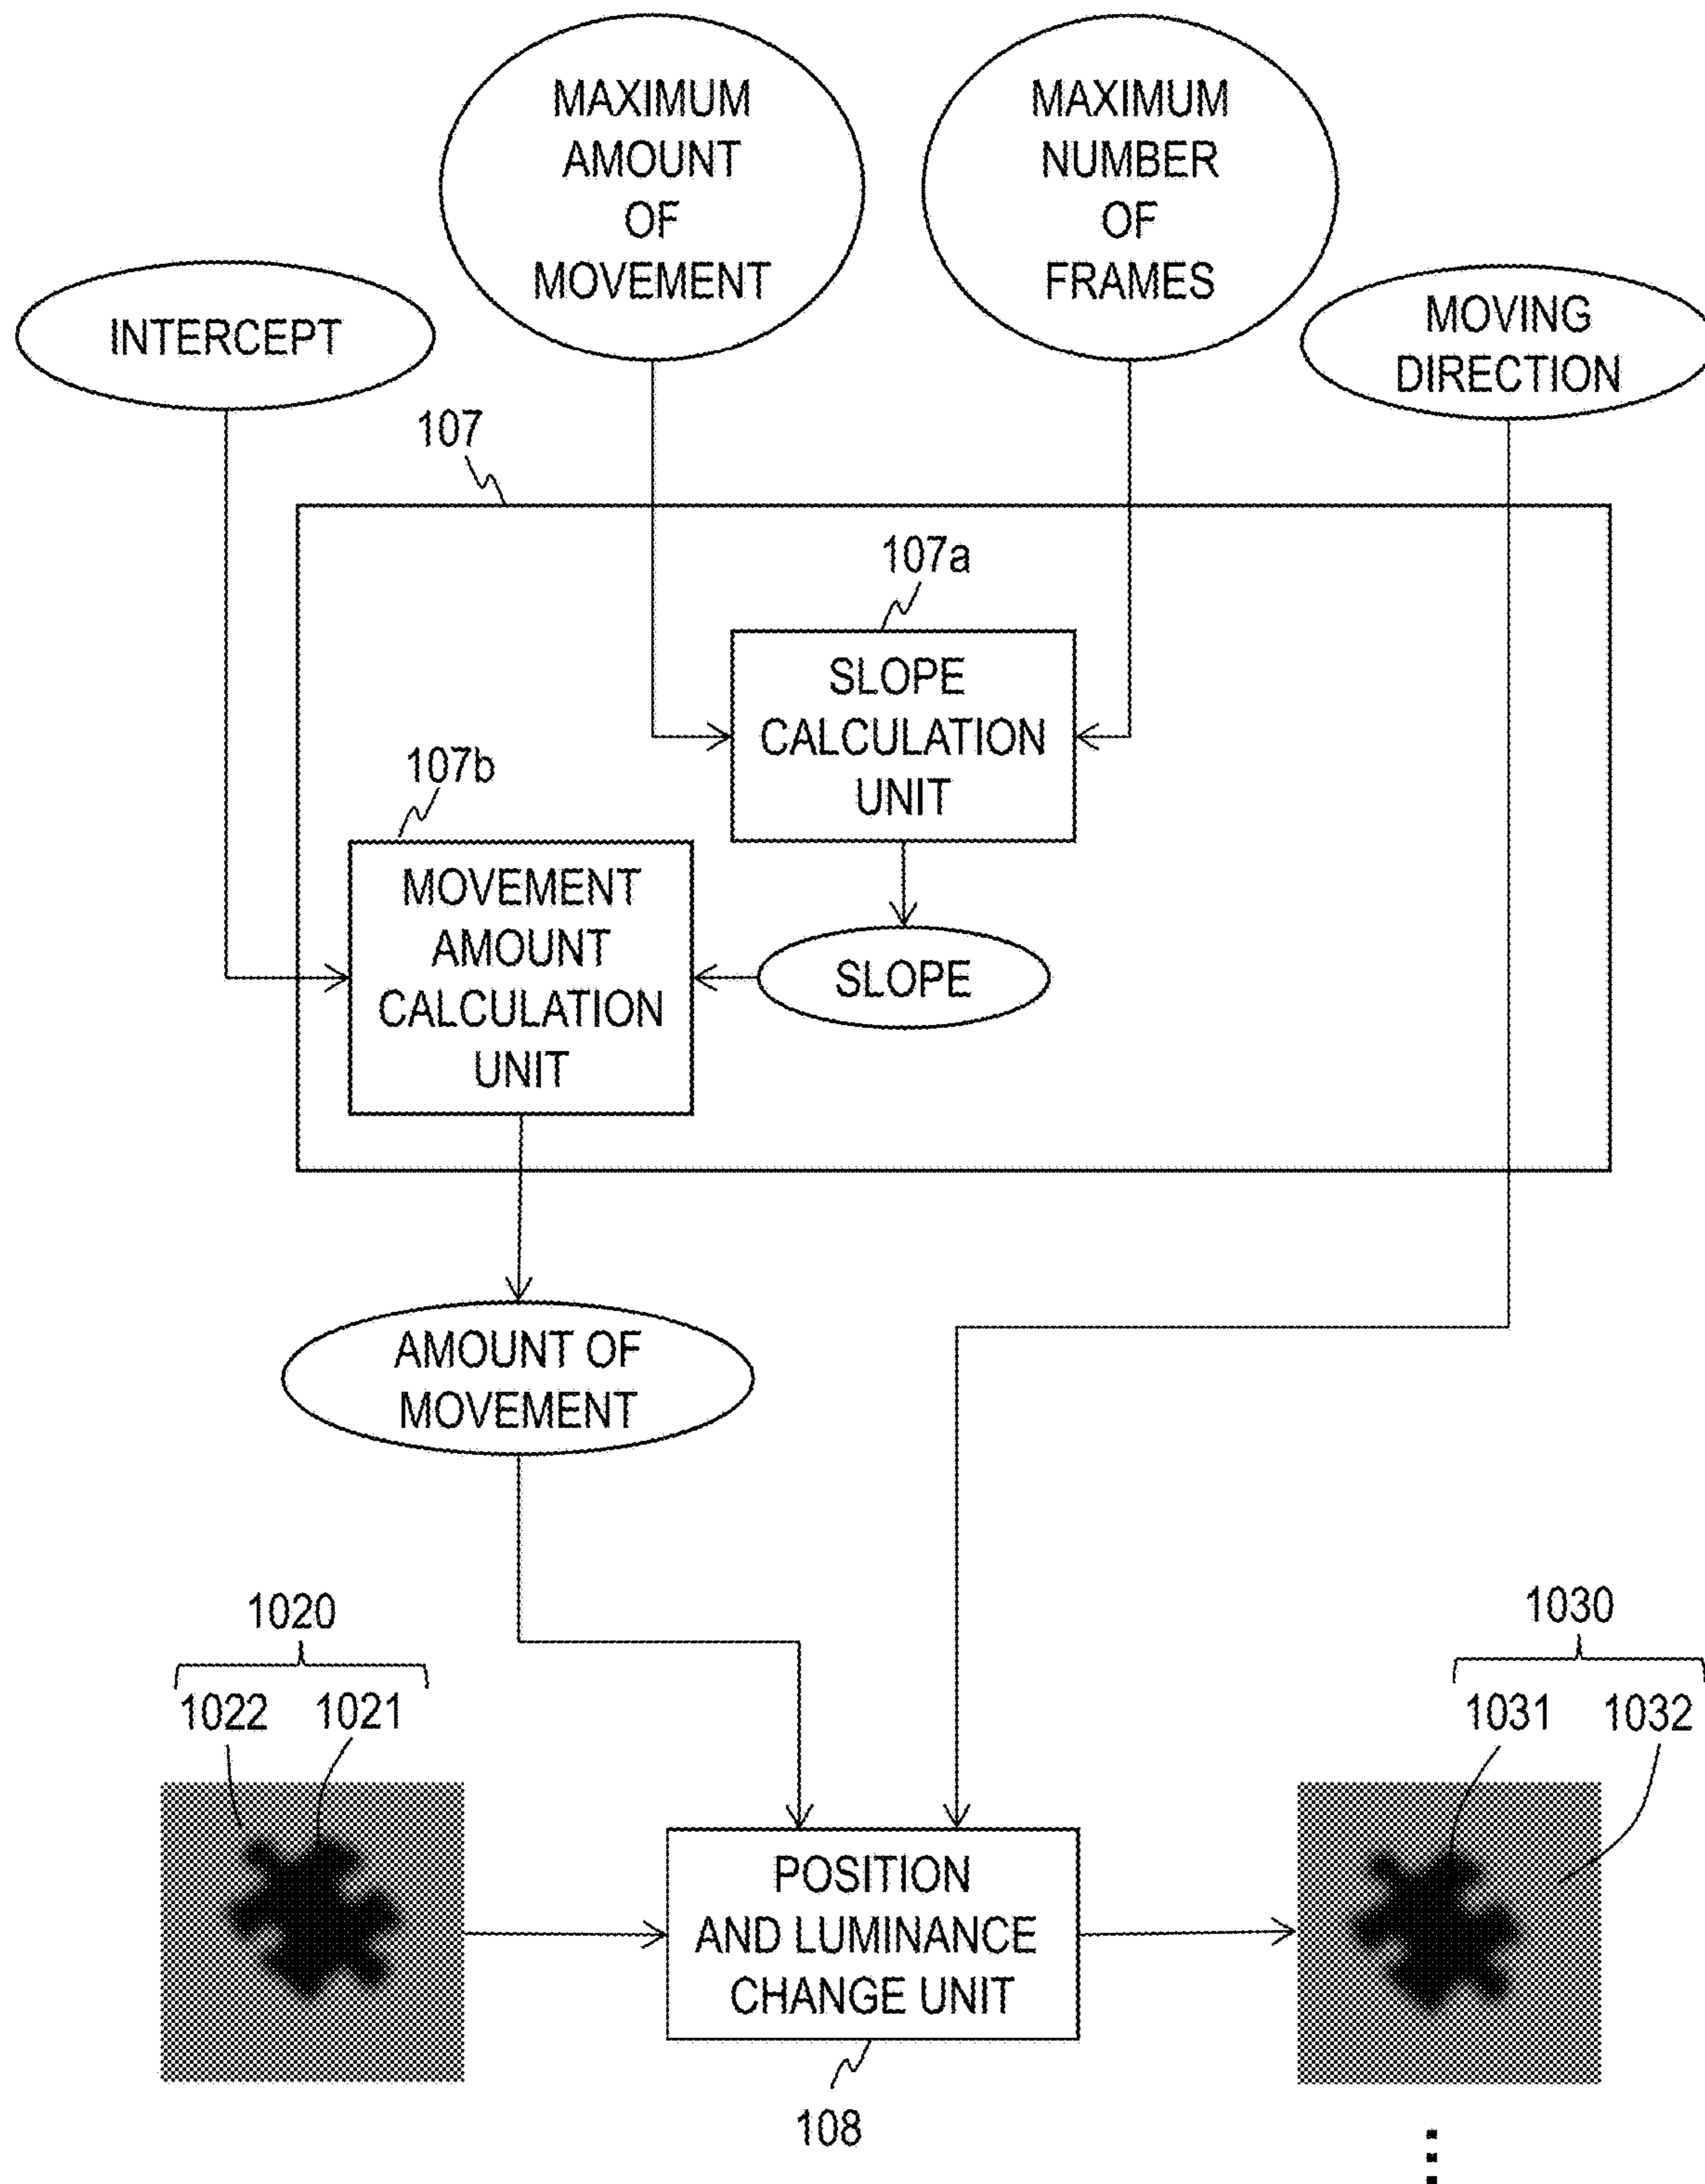 MAXIMUM
AMOUNT
OF
MOVEMENT
MAXIMUM
NUMBER
OF
FRAMES
INTERCEPT
MOVING
DIRECTION
107
107a
SLOPE
CALCULATION
UNIT
107b
MOVEMENT
AMOUNT
CALCULATION
UNIT
SLOPE
AMOUNT OF
MOVEMENT
1020
1022 1021
1030
1031 1032
POSITION
AND LUMINANCE
CHANGE UNIT
108